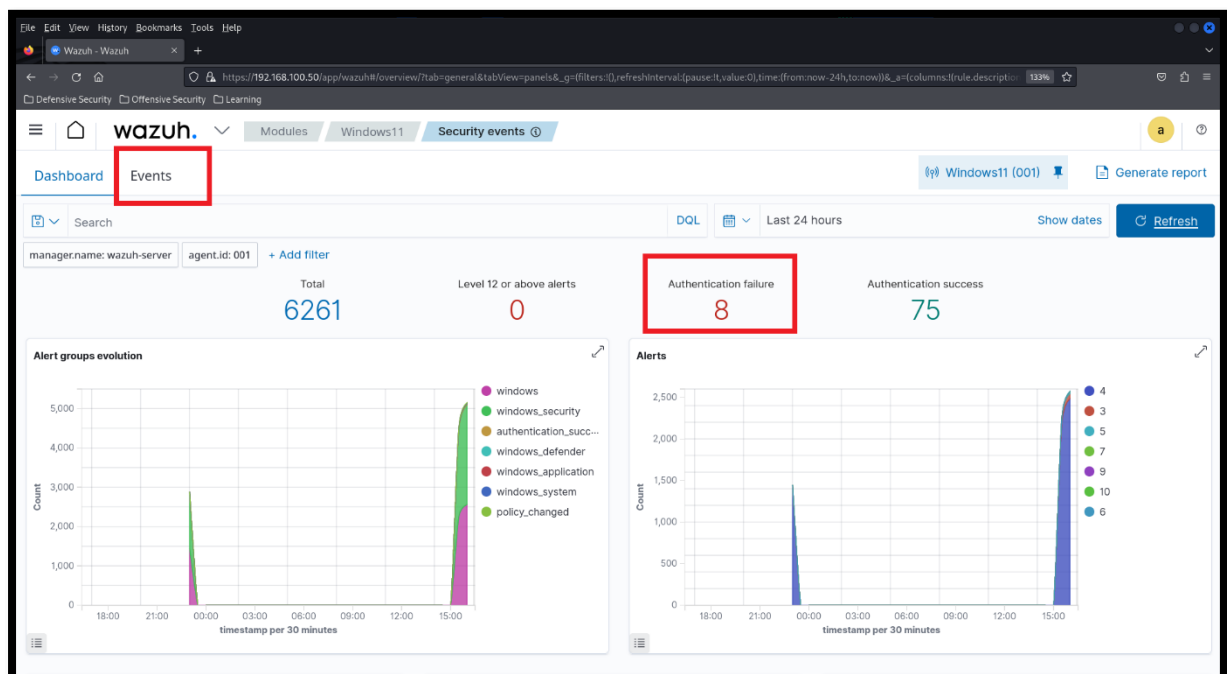 File Edit View History Bookmarks Tools Help
Wazuh - Wazuh × +
https://192.168.100.50/app/wazuh#/overview/?tab=general&tabView=panels&_g=(filters:!(),refreshInterval:(pause:!t,value:0),time:(from:now-24h,to:now))&_a=(columns:!(rule.description 133%
Defensive Security Offensive Security Learning
wazuh. Modules Windows11 Security events a
Dashboard Events Windows11 (001) Generate report
Search DQL Last 24 hours Show dates Refresh
manager.name: wazuh-server agent.id: 001 + Add filter
Total Level 12 or above alerts Authentication failure Authentication success
6261 0 8 75
Alert groups evolution
5,000
4,000
3,000
2,000
1,000
0
Count
18:00 21:00 00:00 03:00 06:00 09:00 12:00 15:00
timestamp per 30 minutes
windows
windows_security
authentication_succ...
windows_defender
windows_application
windows_system
policy_changed
Alerts
2,500
2,000
1,500
1,000
500
0
Count
18:00 21:00 00:00 03:00 06:00 09:00 12:00 15:00
timestamp per 30 minutes
4
3
5
7
9
10
6